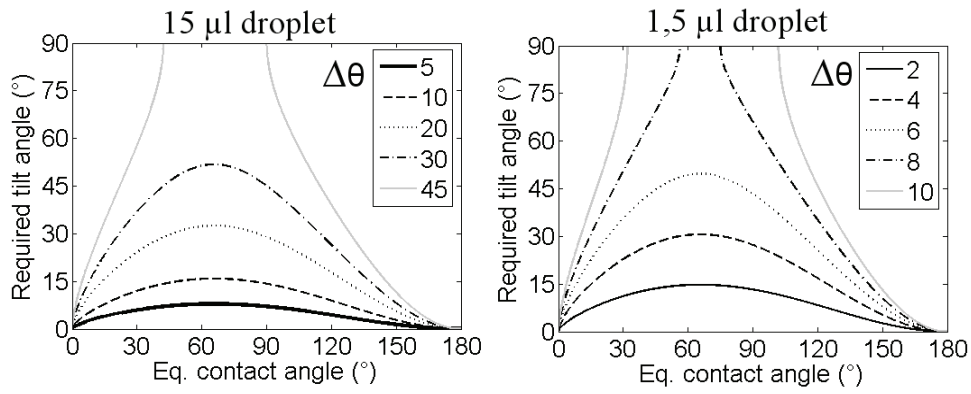 15 µl droplet
Required tilt angle (°)
90
75
60
45
30
15
0
0 30 60 90 120 150 180
Eq. contact angle (°)
Δθ
5
10
20
30
45
1,5 µl droplet
Required tilt angle (°)
90
75
60
45
30
15
0
0 30 60 90 120 150 180
Eq. contact angle (°)
Δθ
2
4
6
8
10